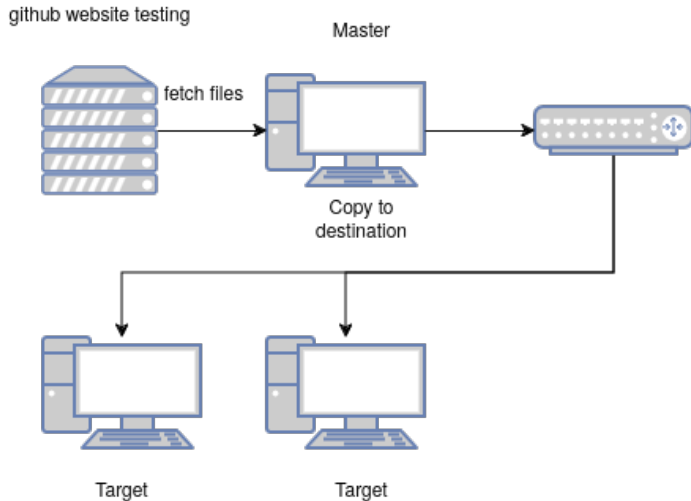 github website testing
Master
fetch files
Copy to
destination
Target
Target